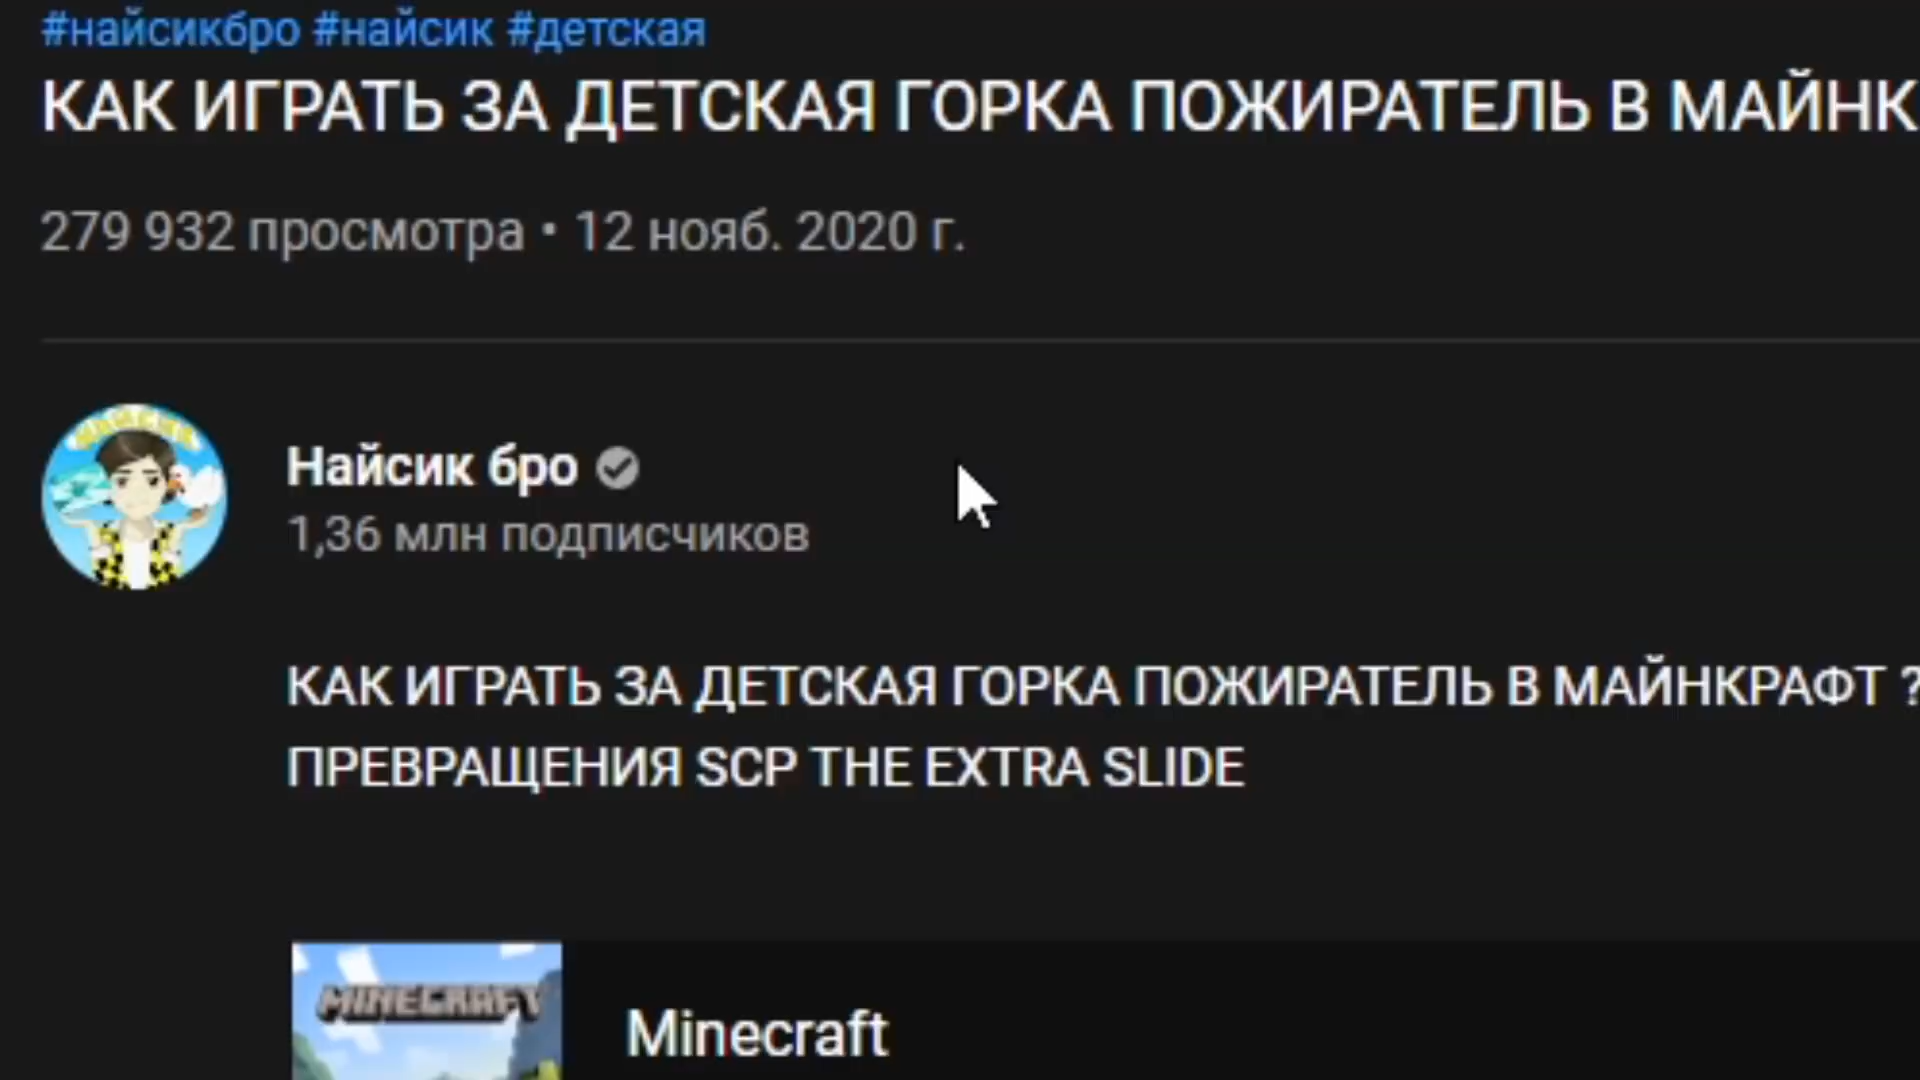 #найсикбро #найсик #детская
КАК ИГРАТЬ ЗА ДЕТСКАЯ ГОРКА ПОЖИРАТЕЛЬ В МАЙНК
279 932 просмотра • 12 нояб. 2020 г.
НАЙСИК
Найсик бро
1,36 млн подписчиков
КАК ИГРАТЬ ЗА ДЕТСКАЯ ГОРКА ПОЖИРАТЕЛЬ В МАЙНКРАФТ ?
ПРЕВРАЩЕНИЯ SCP THE EXTRA SLIDE
MINECRAFT
Minecraft